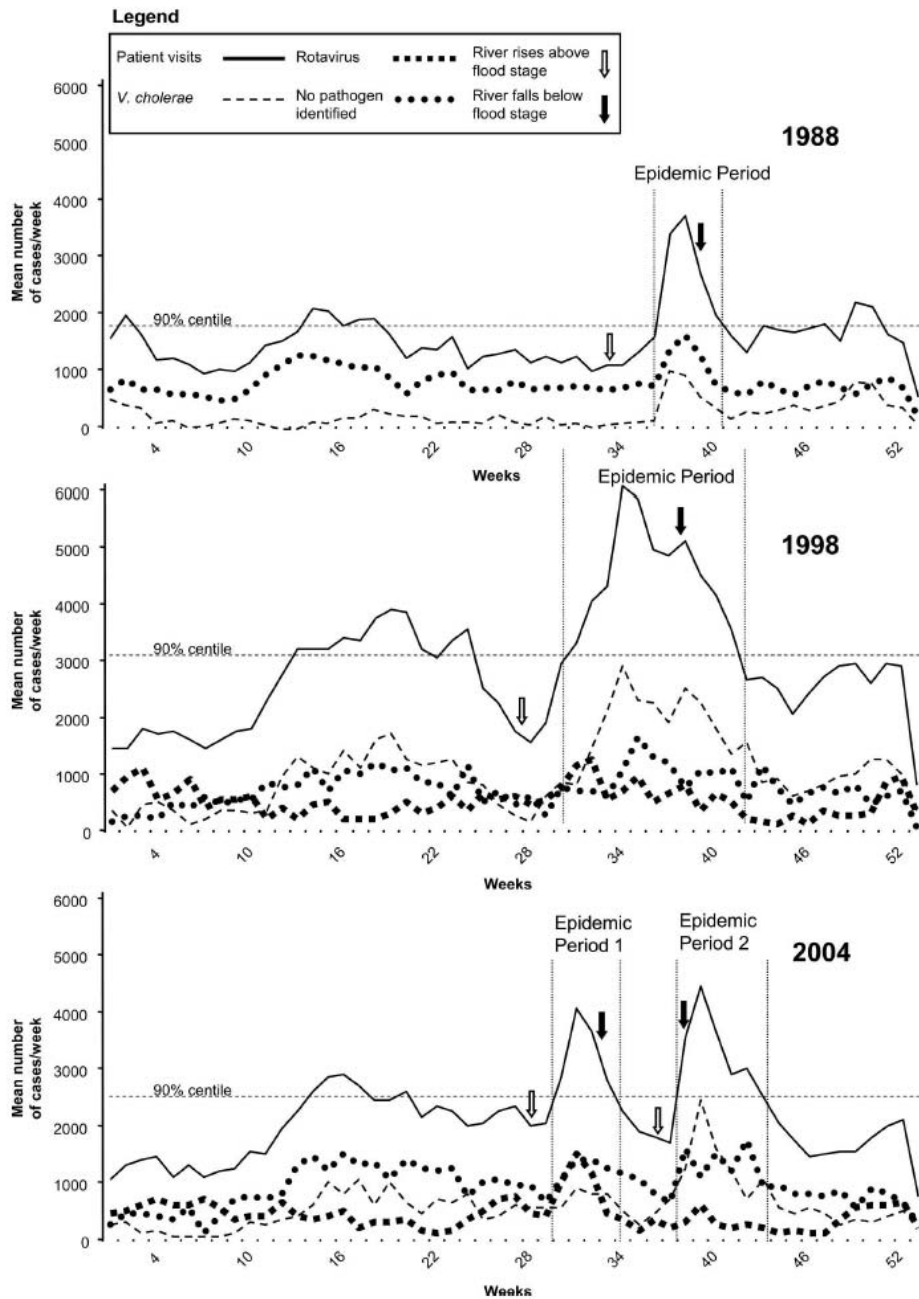 Legend
Patient visits Rotavirus River rises above
flood stage
V. cholerae No pathogen River falls below
identified flood stage
6000
5000
4000
3000
2000
1000
0
Mean number
of cases/week
1988
Epidemic Period
90% centile
4 10 16 22 28 34 40 46 52
Weeks
6000
5000
4000
3000
2000
1000
0
Mean number
of cases/week
Epidemic Period
1998
90% centile
4 10 16 22 28 34 40 46 52
Weeks
6000
5000
4000
3000
2000
1000
0
Mean number
of cases/week
Epidemic Epidemic
Period 1 Period 2
2004
90% centile
4 10 16 22 28 34 40 46 52
Weeks